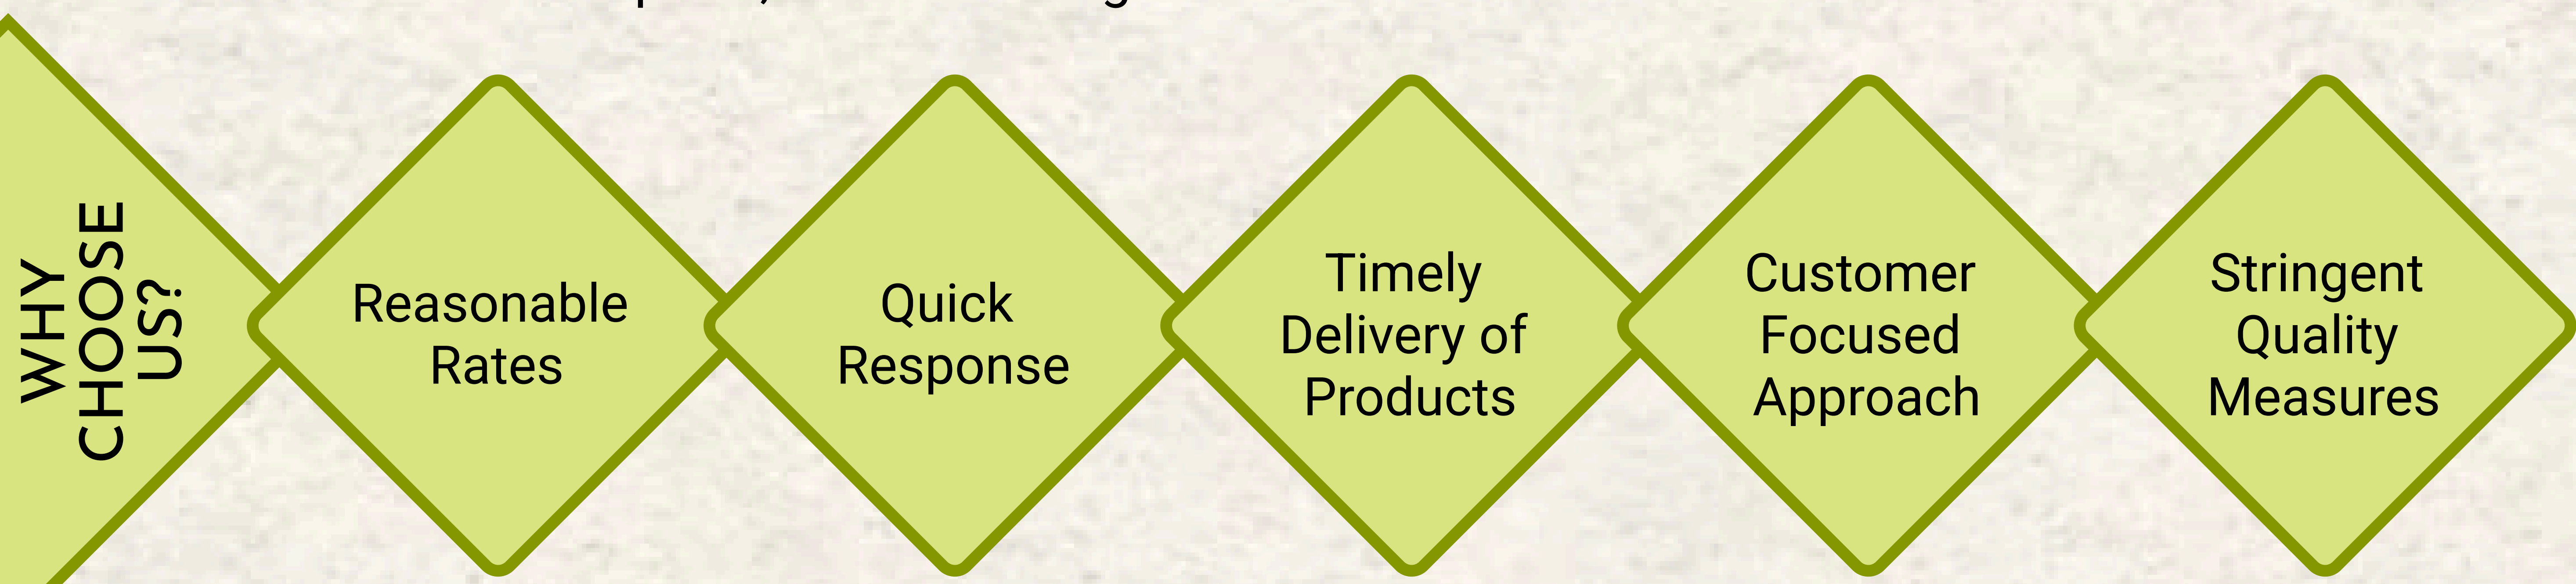 WHY
CHOOSE
US?
Reasonable
Rates
Quick
Response
Timely
Delivery of
Products
Customer
Focused
Approach
Stringent
Quality
Measures